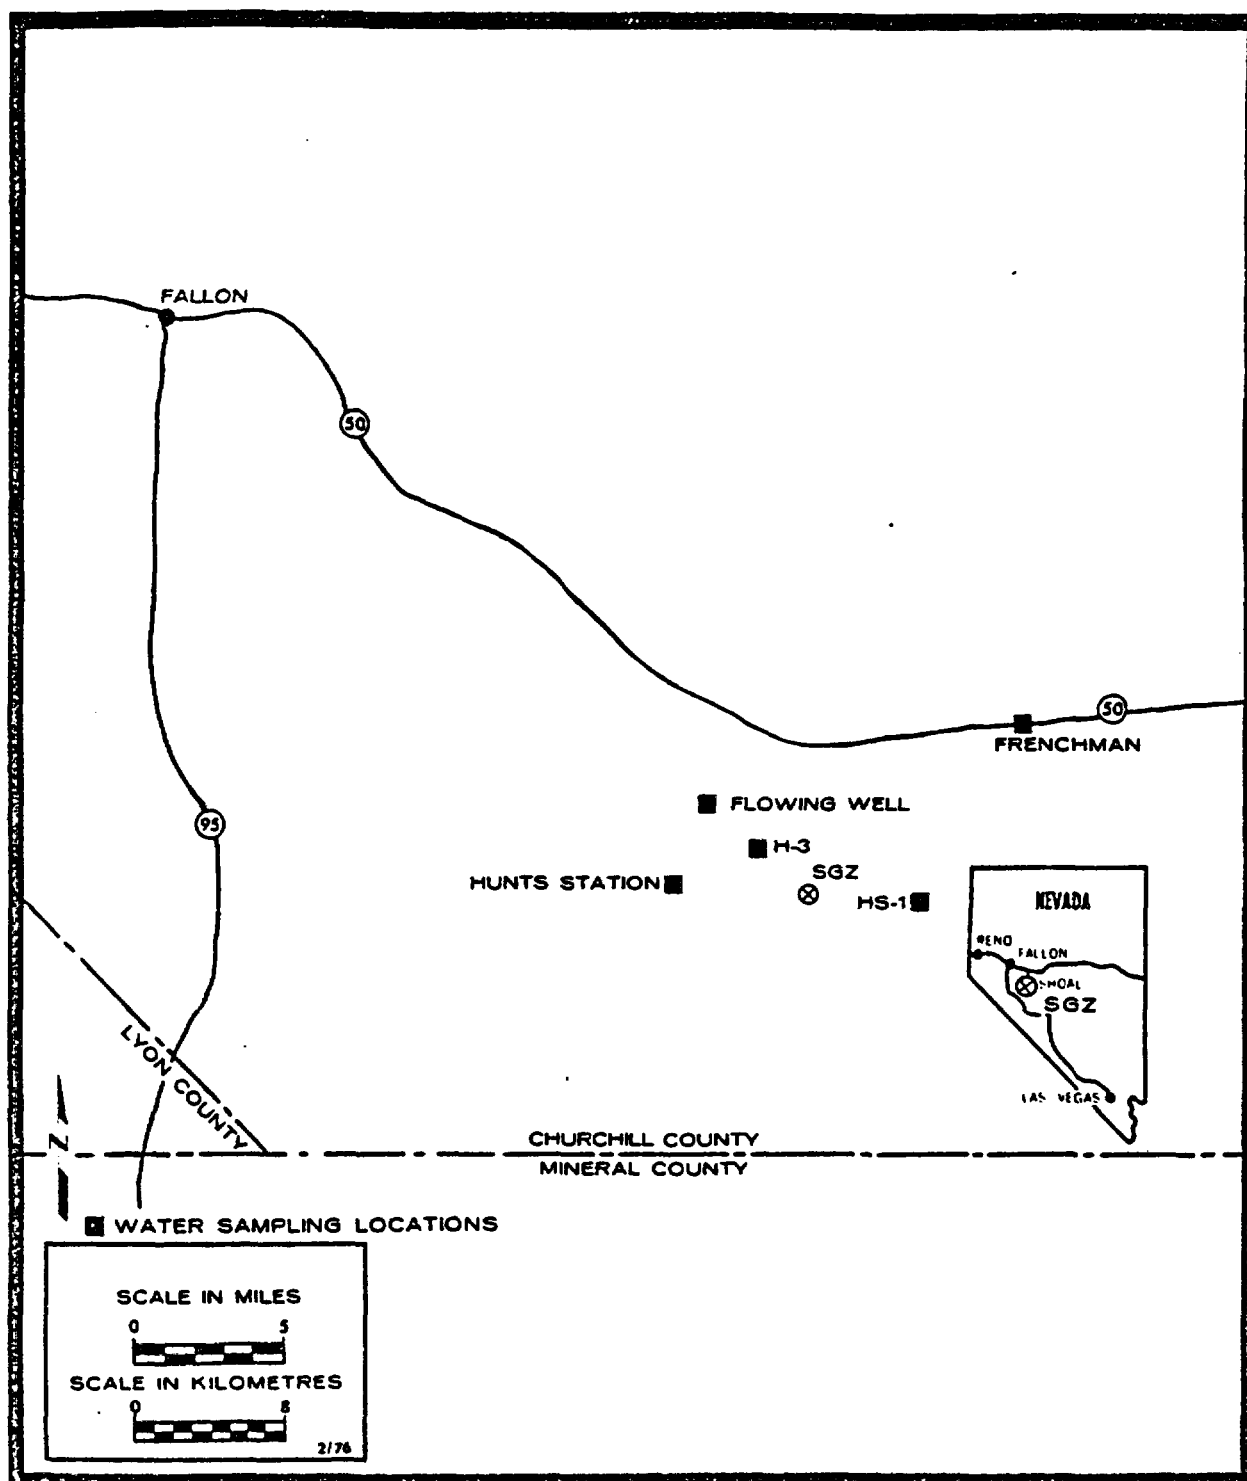 FALLON
50
50
FRENCHMAN
FLOWING WELL
95
H-3
SGZ
HUNTS STATION
HS-1
NEVADA
RENO
FALLON
SHOAL
SGZ
LAS VEGAS
LYON COUNTY
N
CHURCHILL COUNTY
MINERAL COUNTY
WATER SAMPLING LOCATIONS
SCALE IN MILES
0 5
SCALE IN KILOMETRES
0 8
2/76